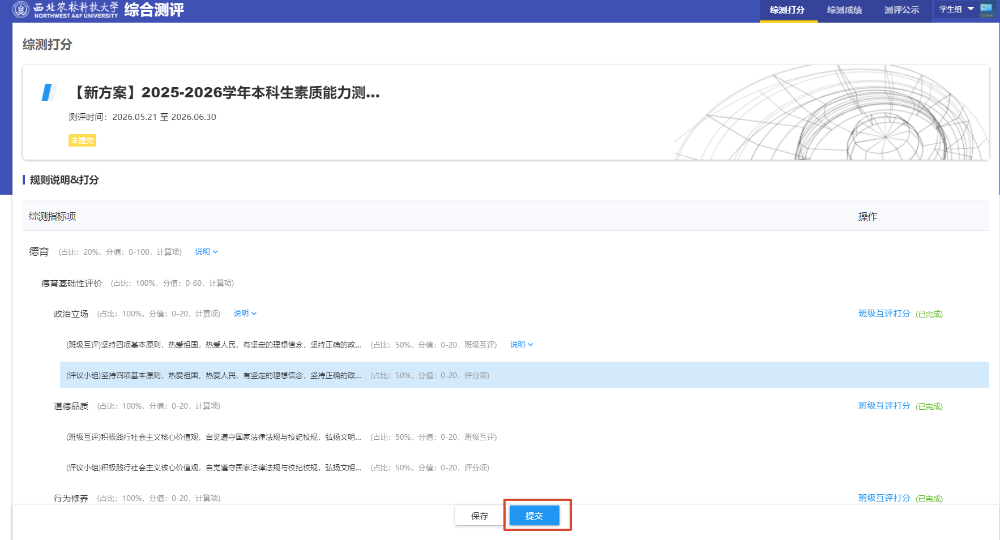 西北农林科技大学 综合测评
NORTHWEST A&F UNIVERSITY
综测打分 综测成绩 测评公示 学生组
综测打分
【新方案】2025-2026学年本科生素质能力测...
测评时间：2026.05.21 至 2026.06.30
未提交
规则说明&打分
综测指标项 操作
德育 (占比：20%，分值：0-100，计算项) 说明
德育基础性评价 (占比：100%，分值：0-60，计算项)
政治立场 (占比：100%，分值：0-20，计算项) 说明 班级互评打分 (已完成)
(班级互评)坚持四项基本原则，热爱祖国，热爱人民，有坚定的理想信念，坚持正确的政... (占比：50%，分值：0-20，班级互评) 说明
(评议小组)坚持四项基本原则，热爱祖国，热爱人民，有坚定的理想信念，坚持正确的政... (占比：50%，分值：0-20，评分项)
道德品质 (占比：100%，分值：0-20，计算项) 班级互评打分 (已完成)
(班级互评)积极践行社会主义核心价值观，自觉遵守国家法律法规与校纪校规，弘扬文明... (占比：50%，分值：0-20，班级互评)
(评议小组)积极践行社会主义核心价值观，自觉遵守国家法律法规与校纪校规，弘扬文明... (占比：50%，分值：0-20，评分项)
行为修养 (占比：100%，分值：0-20，计算项) 班级互评打分 (已完成)
保存 提交